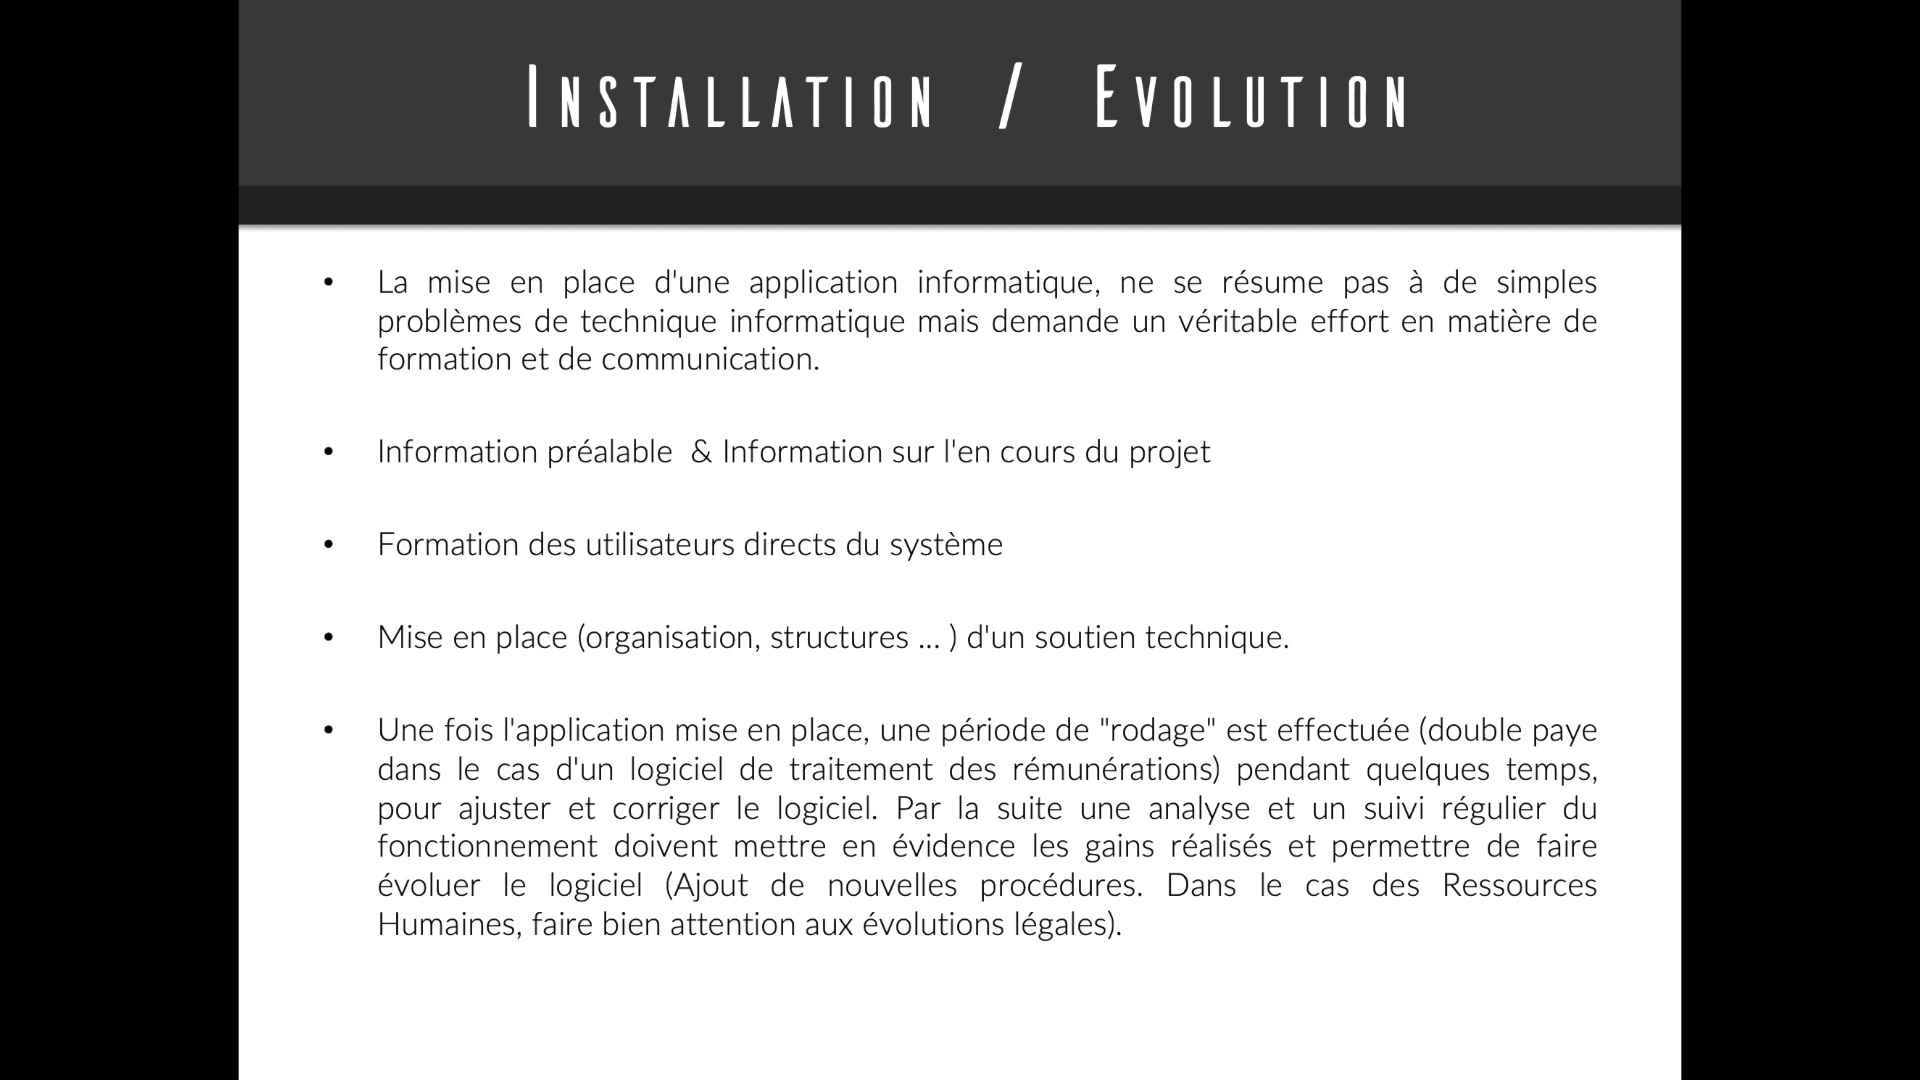 Installation / Evolution
• La mise en place d'une application informatique, ne se résume pas à de simples
problèmes de technique informatique mais demande un véritable effort en matière de
formation et de communication.
• Information préalable & Information sur l'en cours du projet
• Formation des utilisateurs directs du système
• Mise en place (organisation, structures ... ) d'un soutien technique.
• Une fois l'application mise en place, une période de "rodage" est effectuée (double paye
dans le cas d'un logiciel de traitement des rémunérations) pendant quelques temps,
pour ajuster et corriger le logiciel. Par la suite une analyse et un suivi régulier du
fonctionnement doivent mettre en évidence les gains réalisés et permettre de faire
évoluer le logiciel (Ajout de nouvelles procédures. Dans le cas des Ressources
Humaines, faire bien attention aux évolutions légales).